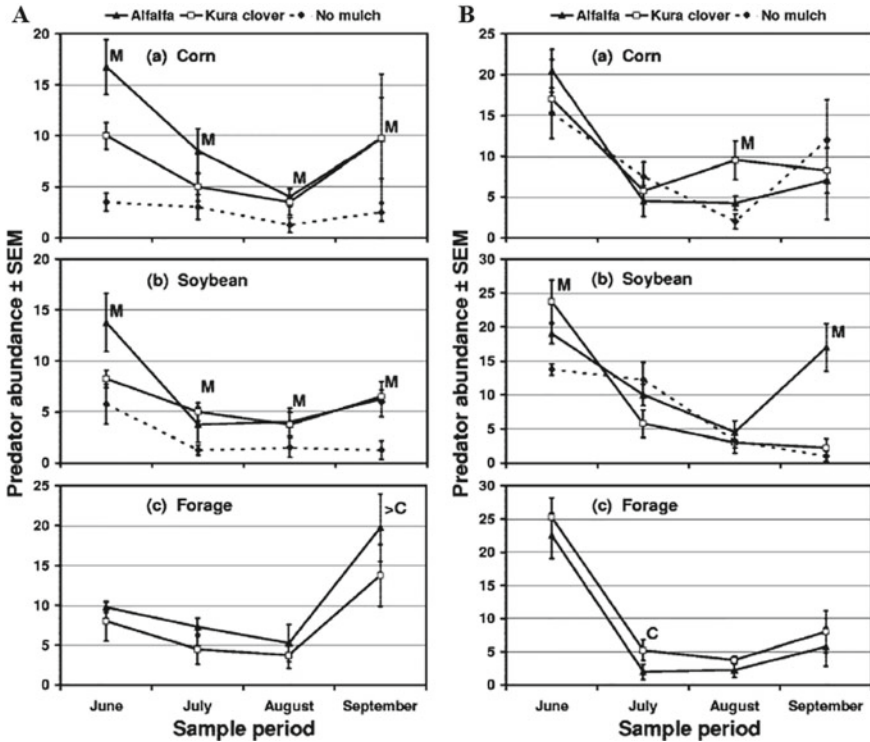 A
Alfalfa Kura clover No mulch
Predator abundance ± SEM
20
15
10
5
0
(a) Corn
M
M
M
M
20
15
10
5
0
(b) Soybean
M
M
M
M
25
20
15
10
5
0
(c) Forage
>C
June July August September
Sample period
B
Alfalfa Kura clover No mulch
Predator abundance ± SEM
25
20
15
10
5
0
(a) Corn
M
30
25
20
15
10
5
0
(b) Soybean
M
M
30
25
20
15
10
5
0
(c) Forage
C
June July August September
Sample period